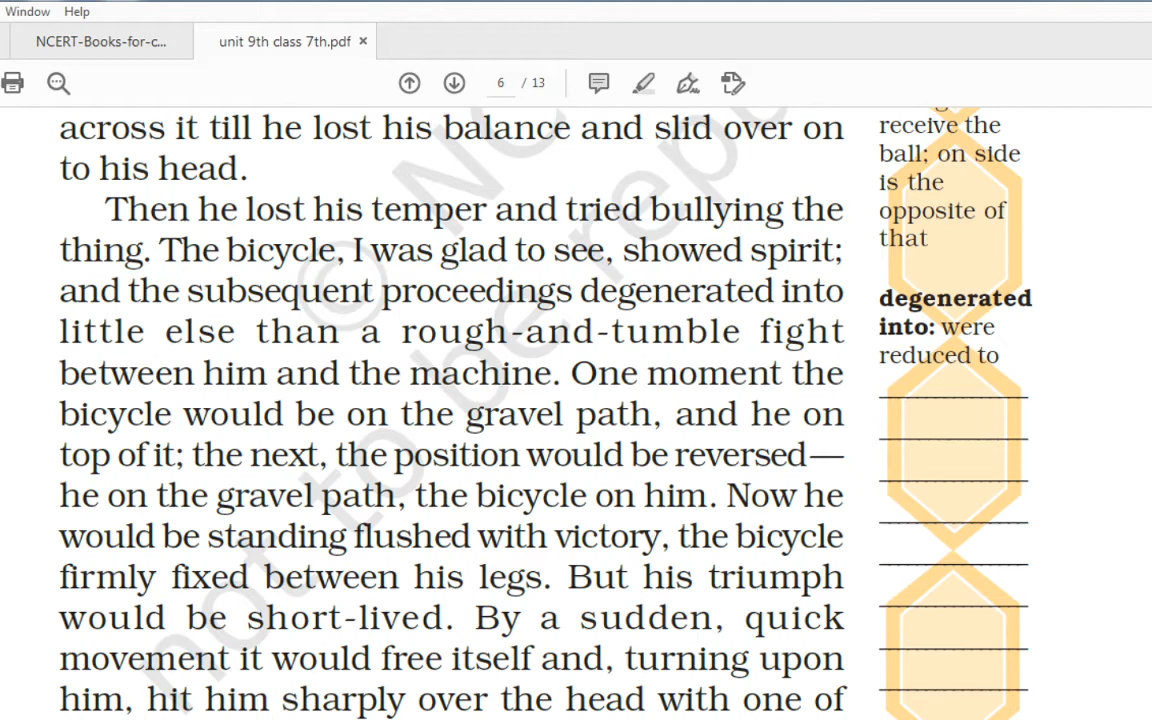 Window Help
NCERT-Books-for-c... unit 9th class 7th.pdf ×
6 / 13
across it till he lost his balance and slid over on
to his head.
Then he lost his temper and tried bullying the
thing. The bicycle, I was glad to see, showed spirit;
and the subsequent proceedings degenerated into
little else than a rough-and-tumble fight
between him and the machine. One moment the
bicycle would be on the gravel path, and he on
top of it; the next, the position would be reversed—
he on the gravel path, the bicycle on him. Now he
would be standing flushed with victory, the bicycle
firmly fixed between his legs. But his triumph
would be short-lived. By a sudden, quick
movement it would free itself and, turning upon
him, hit him sharply over the head with one of
receive the
ball; on side
is the
opposite of
that
degenerated
into: were
reduced to
© NC
not to be repu